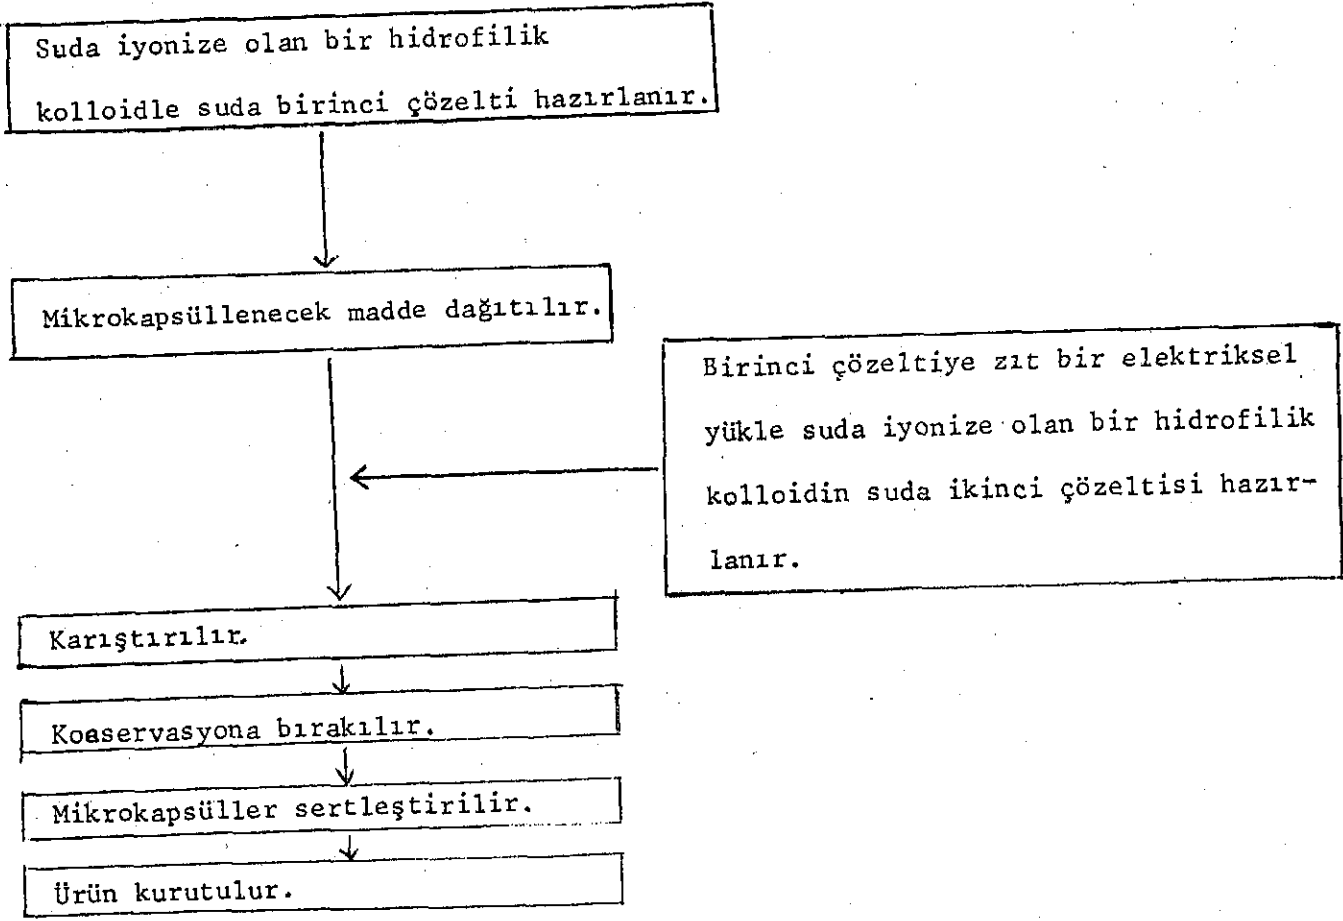 Suda iyonize olan bir hidrofilik
kolloidle suda birinci çözelti hazırlanır.
Mikrokapsüllenecek madde dağıtılır.
Birinci çözeltiye zıt bir elektriksel
yükle suda iyonize olan bir hidrofilik
kolloidin suda ikinci çözeltisi hazır-
lanır.
Karıştırılır.
Koaservasyona bırakılır.
Mikrokapsüller sertleştirilir.
Ürün kurutulur.